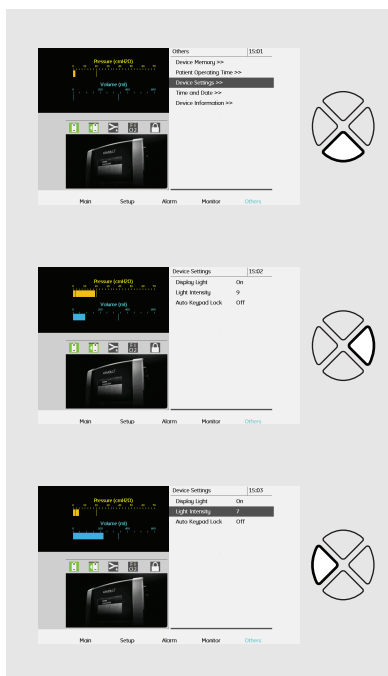 Others 15:01
Pressure (cmH2O)
Device Memory >>
Patient Operating Time >>
Device Settings >>
Volume (ml)
Time and Date >>
Device Information >>
Main Setup Alarm Monitor Others
Device Settings 15:02
Pressure (cmH2O)
Display Light On
Light Intensity 9
Auto Keypad Lock Off
Volume (ml)
Main Setup Alarm Monitor Others
Device Settings 15:03
Pressure (cmH2O)
Display Light On
Light Intensity 7
Auto Keypad Lock Off
Volume (ml)
Main Setup Alarm Monitor Others